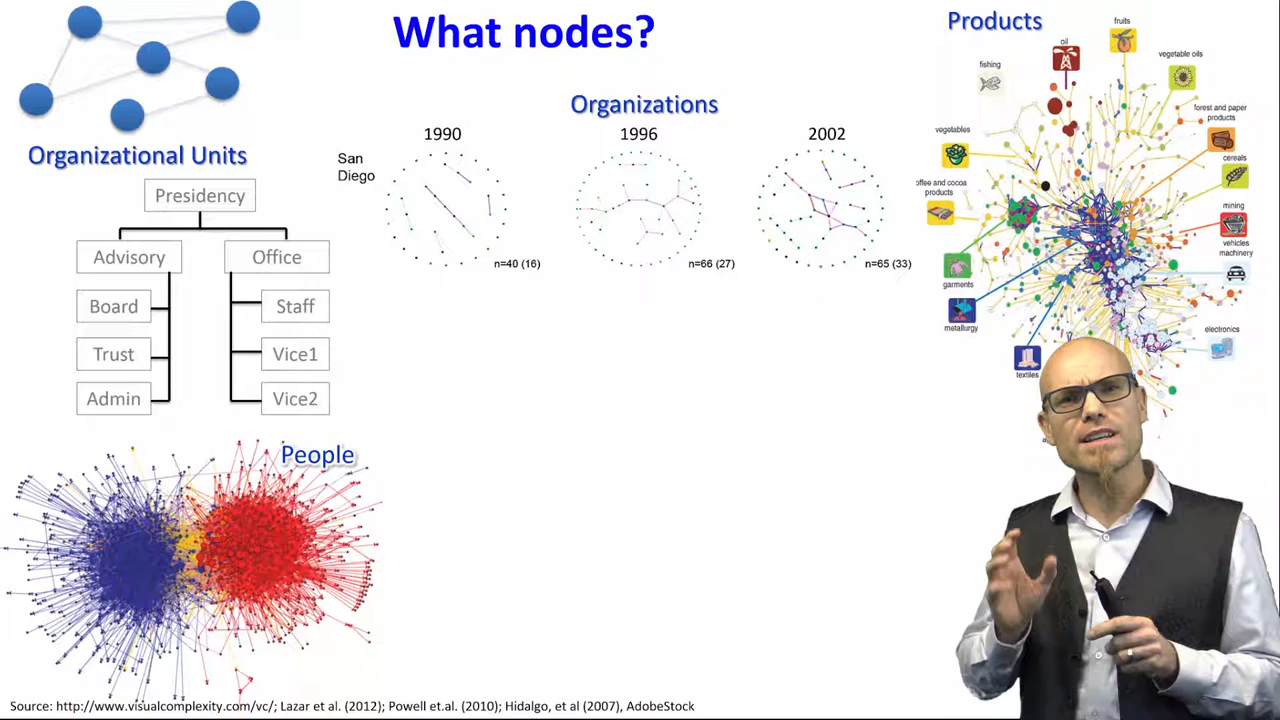 What nodes?
Organizational Units
Presidency
Advisory
Office
Board
Staff
Trust
Vice1
Admin
Vice2
People
Organizations
1990
1996
2002
San
Diego
n=40 (16)
n=66 (27)
n=65 (33)
Products
fruits
oil
fishing
vegetable oils
forest and paper
products
vegetables
cereals
offee and cocoa
products
mining
vehicles
machinery
garments
metallurgy
electronics
textiles
Source: http://www.visualcomplexity.com/vc/; Lazar et al. (2012); Powell et.al. (2010); Hidalgo, et al (2007), AdobeStock